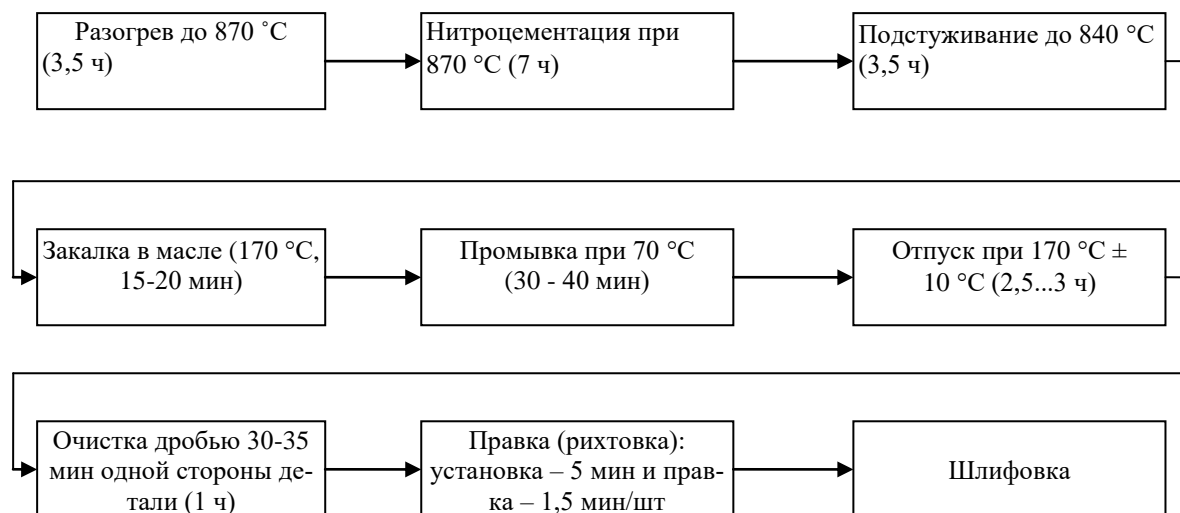 Разогрев до 870 ˚С
(3,5 ч)
Нитроцементация при
870 °С (7 ч)
Подстуживание до 840 °С
(3,5 ч)
Закалка в масле (170 °С,
15-20 мин)
Промывка при 70 °С
(30 - 40 мин)
Отпуск при 170 °С ±
10 °С (2,5...3 ч)
Очистка дробью 30-35
мин одной стороны де-
тали (1 ч)
Правка (рихтовка):
установка – 5 мин и прав-
ка – 1,5 мин/шт
Шлифовка